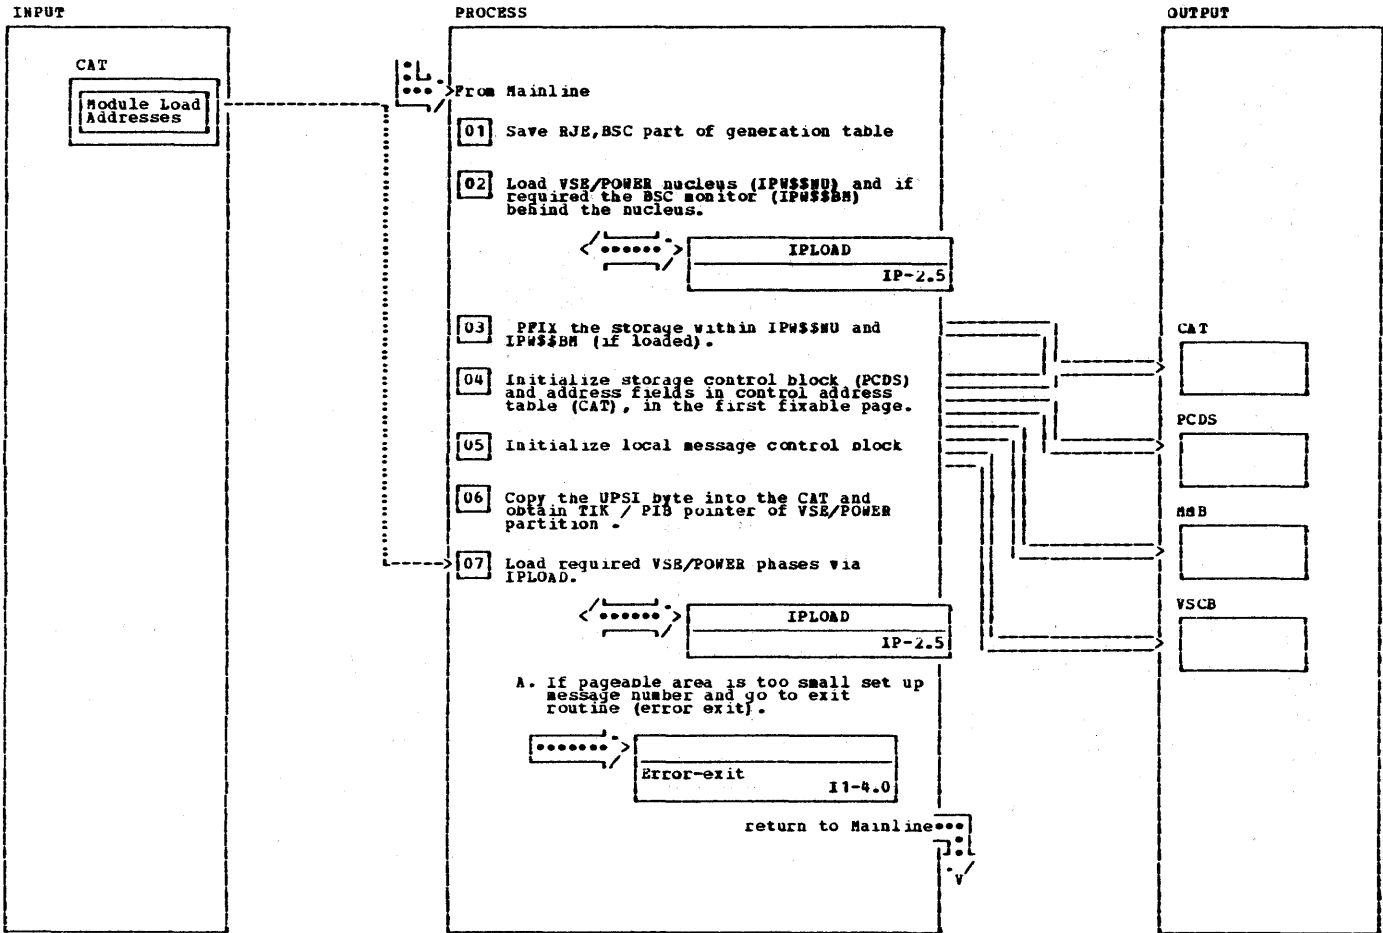 INPUT
PROCESS
OUTPUT
CAT
Module Load
Addresses
From Mainline
01 Save RJE,BSC part of generation table
02 Load VSE/POWER nucleus (IPW$$NU) and if
required the BSC monitor (IPW$$BM)
behind the nucleus.
IPLOAD
IP-2.5
03 PFIX the storage within IPW$$NU and
IPW$$BM (if loaded).
04 Initialize storage control block (PCDS)
and address fields in control address
table (CAT), in the first fixable page.
05 Initialize local message control block
06 Copy the UPSI byte into the CAT and
obtain TIK / PIB pointer of VSE/POWER
partition .
07 Load required VSE/POWER phases via
IPLOAD.
IPLOAD
IP-2.5
A. If pageable area is too small set up
message number and go to exit
routine (error exit).
Error-exit
I1-4.0
return to Mainline
CAT
PCDS
MMB
VSCB